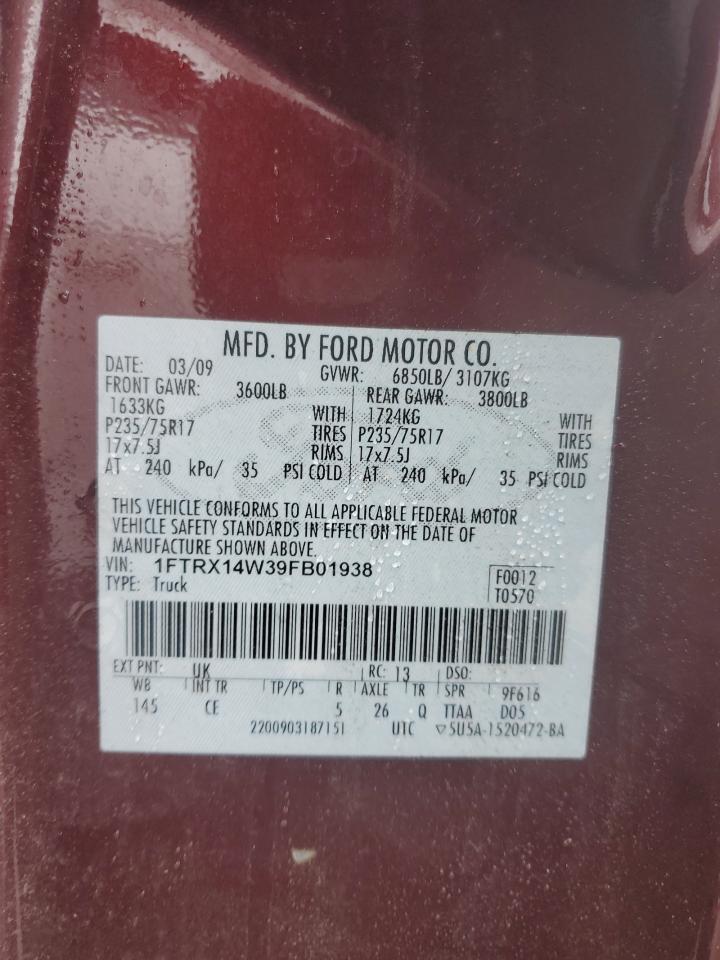 MFD. BY FORD MOTOR CO.
DATE: 03/09 GVWR: 6850LB/ 3107KG
FRONT GAWR: 3600LB REAR GAWR: 3800LB
1633KG WITH 1724KG WITH
P235/75R17 TIRES P235/75R17 TIRES
17x7.5J RIMS 17x7.5J RIMS
AT 240 kPa/ 35 PSI COLD AT 240 kPa/ 35 PSI COLD
THIS VEHICLE CONFORMS TO ALL APPLICABLE FEDERAL MOTOR
VEHICLE SAFETY STANDARDS IN EFFECT ON THE DATE OF
MANUFACTURE SHOWN ABOVE.
VIN: 1FTRX14W39FB01938
TYPE: Truck
F0012
T0570
EXT PNT: UK RC: 13 DSO:
WB INT TR TP/PS R AXLE TR SPR 9F616
145 CE 5 26 Q TTAA D05
2200903187151 UTC ▽5U5A-1520472-BA